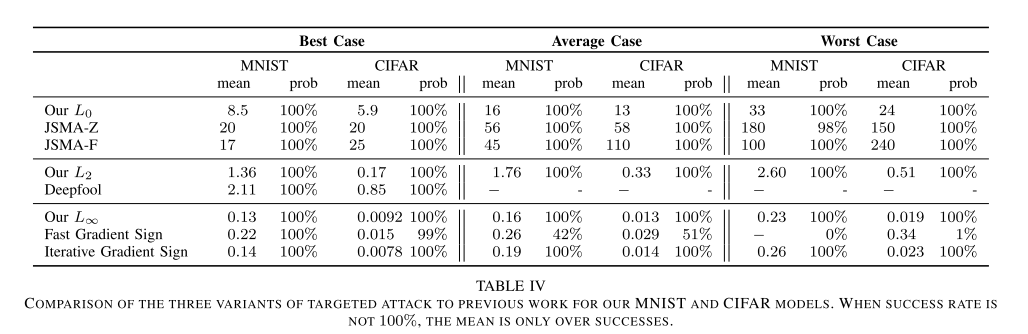 Best Case Average Case Worst Case
MNIST CIFAR MNIST CIFAR MNIST CIFAR
mean prob mean prob mean prob mean prob mean prob mean prob
Our L0 8.5 100% 5.9 100% 16 100% 13 100% 33 100% 24 100%
JSMA-Z 20 100% 20 100% 56 100% 58 100% 180 98% 150 100%
JSMA-F 17 100% 25 100% 45 100% 110 100% 100 100% 240 100%
Our L2 1.36 100% 0.17 100% 1.76 100% 0.33 100% 2.60 100% 0.51 100%
Deepfool 2.11 100% 0.85 100% − - − - − - − -
Our L∞ 0.13 100% 0.0092 100% 0.16 100% 0.013 100% 0.23 100% 0.019 100%
Fast Gradient Sign 0.22 100% 0.015 99% 0.26 42% 0.029 51% − 0% 0.34 1%
Iterative Gradient Sign 0.14 100% 0.0078 100% 0.19 100% 0.014 100% 0.26 100% 0.023 100%
TABLE IV
COMPARISON OF THE THREE VARIANTS OF TARGETED ATTACK TO PREVIOUS WORK FOR OUR MNIST AND CIFAR MODELS. WHEN SUCCESS RATE IS
NOT 100%, THE MEAN IS ONLY OVER SUCCESSES.